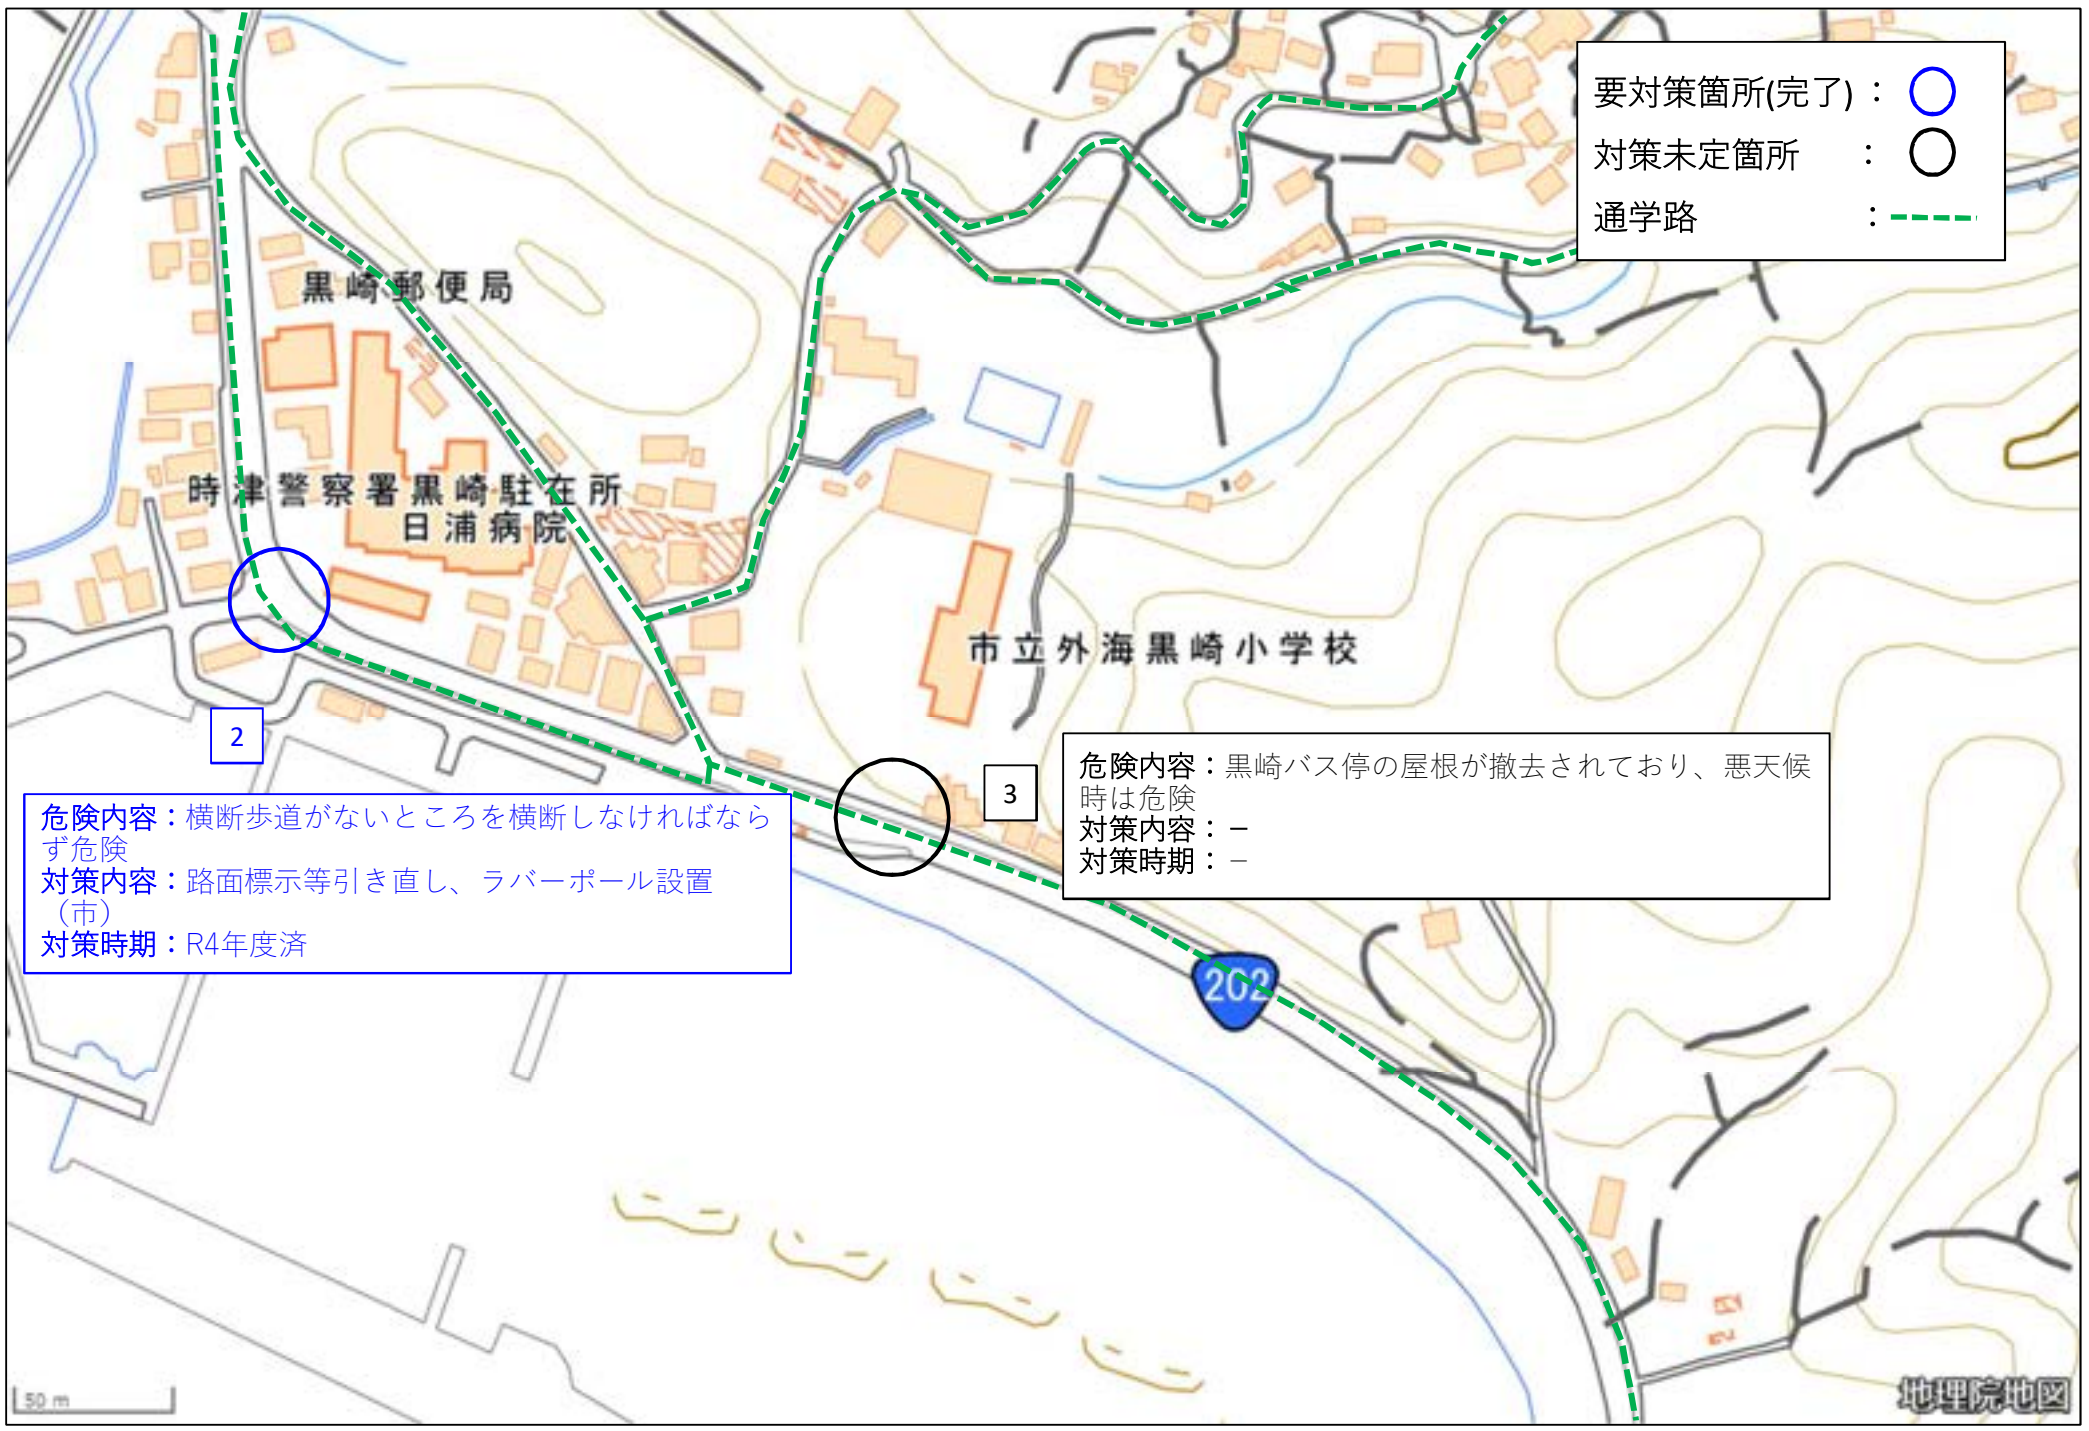 要対策箇所(完了)：
対策未定箇所　：
通学路　：
黒崎郵便局
時津警察署黒崎駐在所
日浦病院
市立外海黒崎小学校
2
危険内容：横断歩道がないところを横断しなければなら
ず危険
対策内容：路面標示等引き直し、ラバーポール設置
（市）
対策時期：R4年度済
3
危険内容：黒崎バス停の屋根が撤去されており、悪天候
時は危険
対策内容：－
対策時期：－
202
50 m
地理院地図